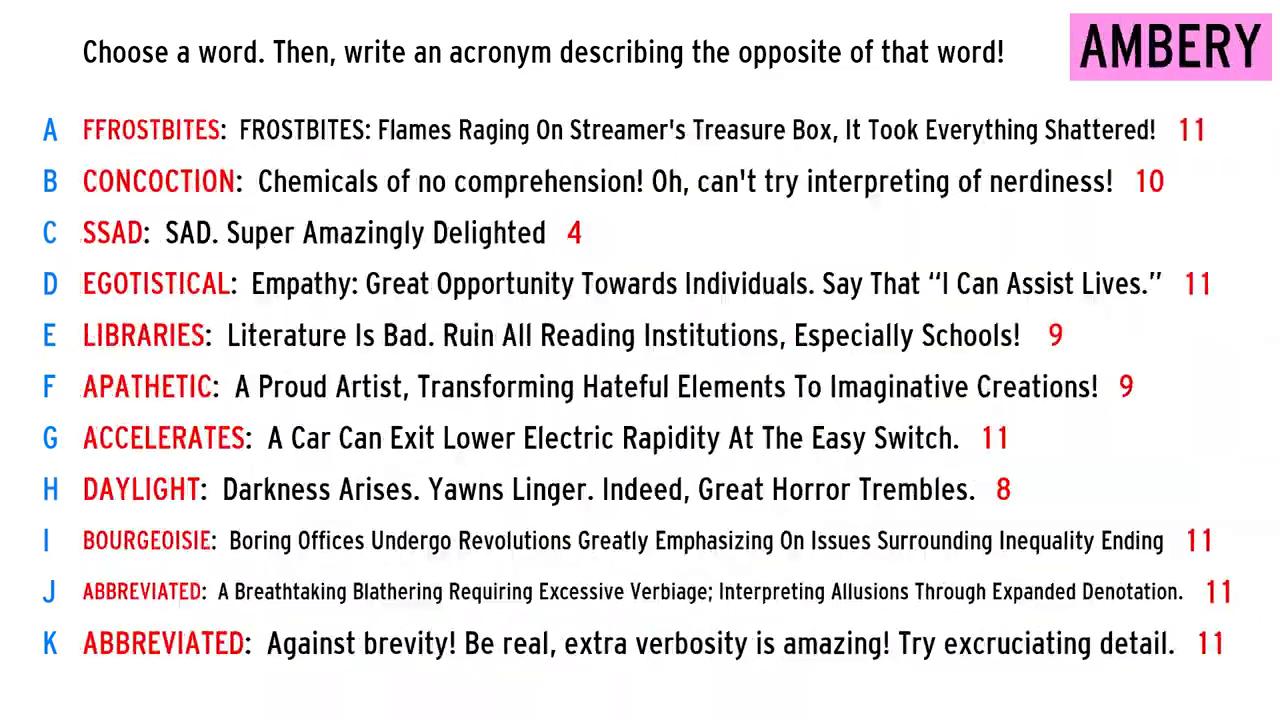 Choose a word. Then, write an acronym describing the opposite of that word!
AMBERY
A FFROSTBITES: FROSTBITES: Flames Raging On Streamer's Treasure Box, It Took Everything Shattered! 11
B CONCOCTION: Chemicals of no comprehension! Oh, can't try interpreting of nerdiness! 10
C SSAD: SAD. Super Amazingly Delighted 4
D EGOTISTICAL: Empathy: Great Opportunity Towards Individuals. Say That “I Can Assist Lives.” 11
E LIBRARIES: Literature Is Bad. Ruin All Reading Institutions, Especially Schools! 9
F APATHETIC: A Proud Artist, Transforming Hateful Elements To Imaginative Creations! 9
G ACCELERATES: A Car Can Exit Lower Electric Rapidity At The Easy Switch. 11
H DAYLIGHT: Darkness Arises. Yawns Linger. Indeed, Great Horror Trembles. 8
I BOURGEOISIE: Boring Offices Undergo Revolutions Greatly Emphasizing On Issues Surrounding Inequality Ending 11
J ABBREVIATED: A Breathtaking Blathering Requiring Excessive Verbiage; Interpreting Allusions Through Expanded Denotation. 11
K ABBREVIATED: Against brevity! Be real, extra verbosity is amazing! Try excruciating detail. 11